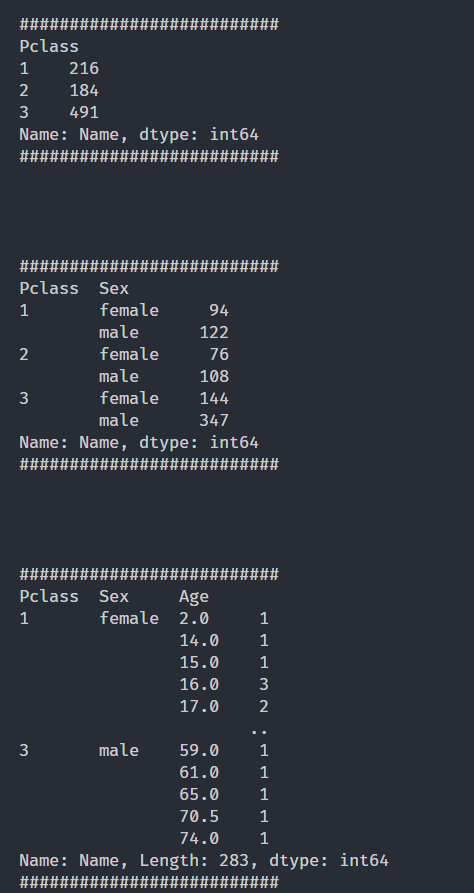 ##########################
Pclass
1    216
2    184
3    491
Name: Name, dtype: int64
##########################
##########################
Pclass  Sex
1       female     94
        male      122
2       female     76
        male      108
3       female    144
        male      347
Name: Name, dtype: int64
##########################
##########################
Pclass  Sex     Age
1       female  2.0     1
                14.0    1
                15.0    1
                16.0    3
                17.0    2
                       ..
3       male    59.0    1
                61.0    1
                65.0    1
                70.5    1
                74.0    1
Name: Name, Length: 283, dtype: int64
##########################